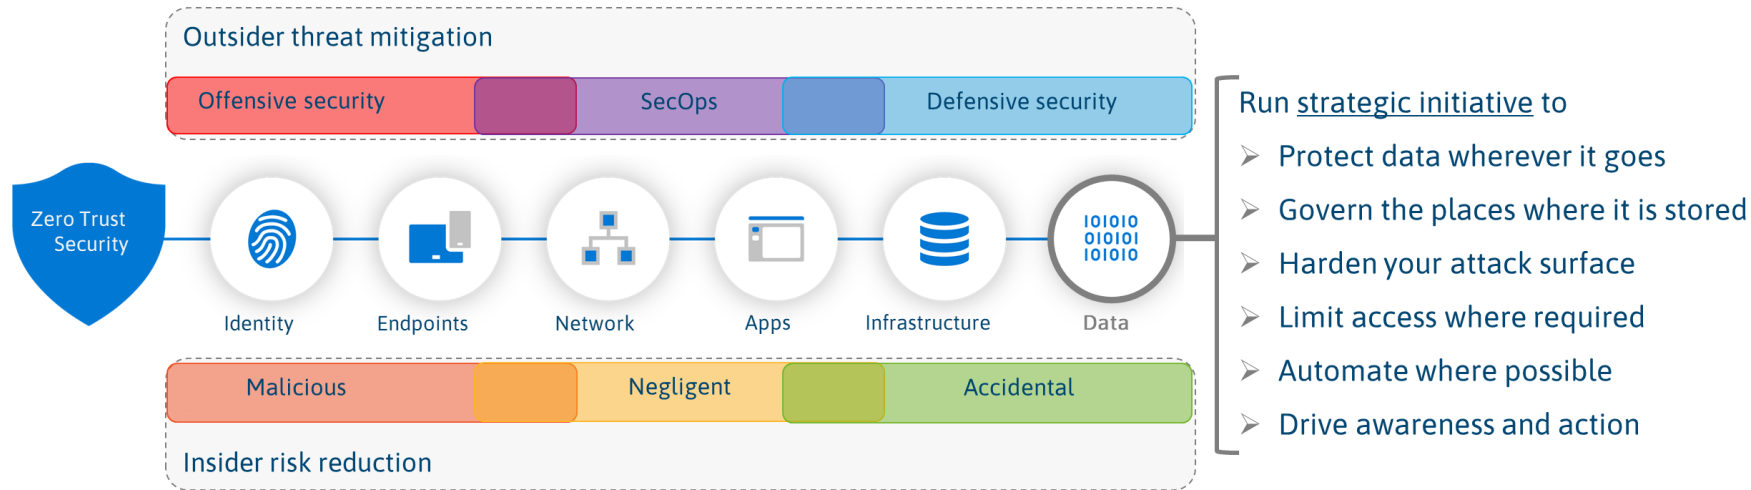 Outsider threat mitigation
Offensive security
SecOps
Defensive security
Zero Trust
Security
Identity
Endpoints
Network
Apps
Infrastructure
Data
Malicious
Negligent
Accidental
Insider risk reduction
Run strategic initiative to
Protect data wherever it goes
Govern the places where it is stored
Harden your attack surface
Limit access where required
Automate where possible
Drive awareness and action
101010
010101
101010